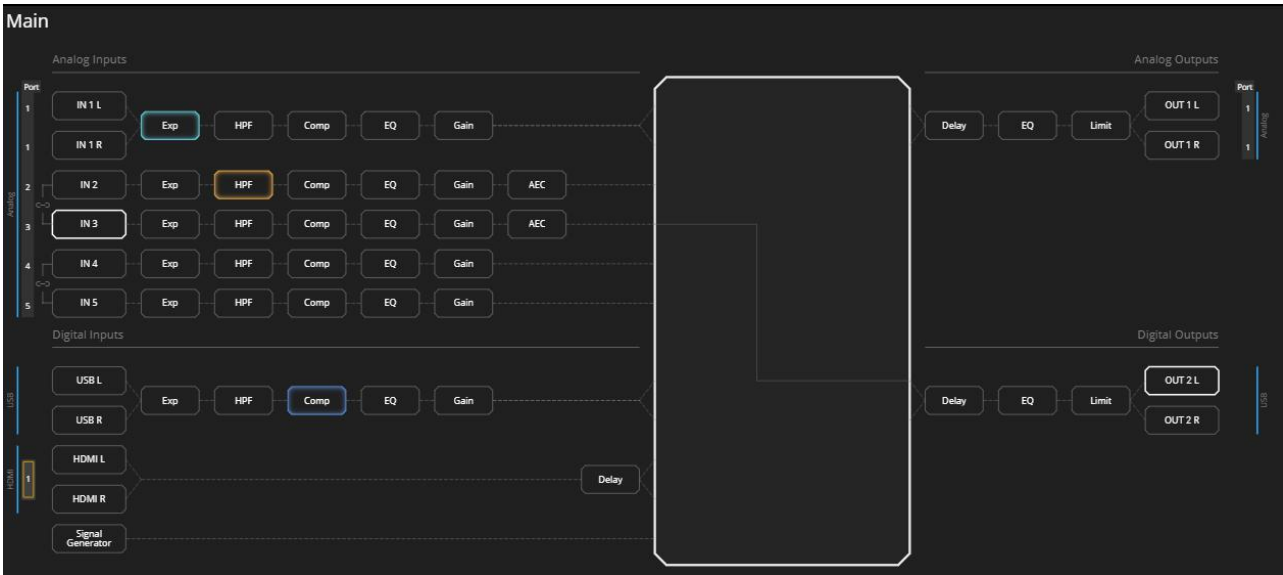 Main
Analog Inputs
Analog Outputs
Port
Port
1 IN 1 L
OUT 1 L 1
Exp HPF Comp EQ Gain
Delay EQ Limit
1 IN 1 R
OUT 1 R 1
Analog
Analog
2 IN 2 Exp HPF Comp EQ Gain AEC
3 IN 3 Exp HPF Comp EQ Gain AEC
4 IN 4 Exp HPF Comp EQ Gain
5 IN 5 Exp HPF Comp EQ Gain
Digital Inputs
Digital Outputs
USB L
OUT 2 L
USB
Exp HPF Comp EQ Gain
Delay EQ Limit
USB
USB R
OUT 2 R
HDMI L
HDMI
1
Delay
HDMI R
Signal
Generator